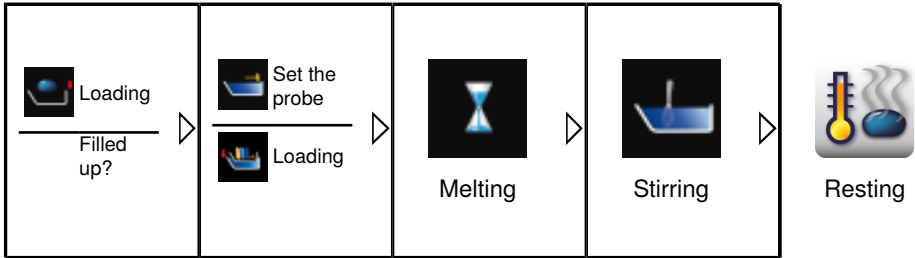 Loading
Filled
up?
Set the
probe
Loading
Melting
Stirring
Resting